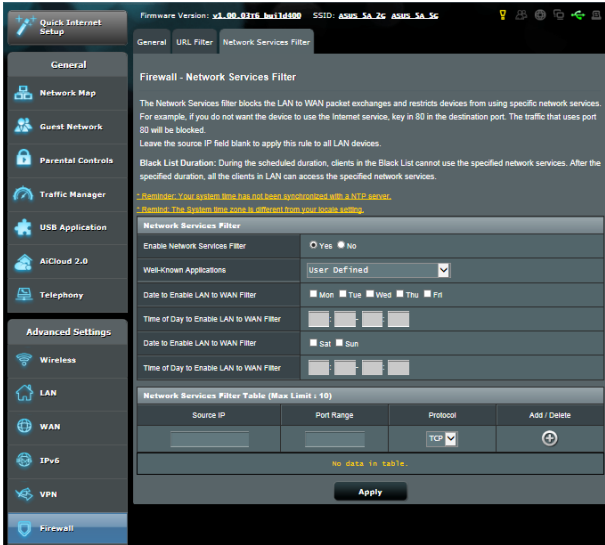 Quick Internet
Setup
General
Network Map
Guest Network
Parental Controls
Traffic Manager
USB Application
AiCloud 2.0
Telephony
Advanced Settings
Wireless
LAN
WAN
IPv6
VPN
Firewall
Firmware Version: v1.00.03T6_build400 SSID: ASUS_5A_2G ASUS_5A_5G
General URL Filter Network Services Filter
Firewall - Network Services Filter
The Network Services filter blocks the LAN to WAN packet exchanges and restricts devices from using specific network services.
For example, if you do not want the device to use the Internet service, key in 80 in the destination port. The traffic that uses port
80 will be blocked.
Leave the source IP field blank to apply this rule to all LAN devices.
Black List Duration: During the scheduled duration, clients in the Black List cannot use the specified network services. After the
specified duration, all the clients in LAN can access the specified network services.
* Reminder: Your system time has not been synchronized with a NTP server.
* Remind: The System time zone is different from your locale setting.
Network Services Filter
Enable Network Services Filter Yes No
Well-Known Applications User Defined
Date to Enable LAN to WAN Filter Mon Tue Wed Thu Fri
Time of Day to Enable LAN to WAN Filter : - :
Date to Enable LAN to WAN Filter Sat Sun
Time of Day to Enable LAN to WAN Filter : - :
Network Services Filter Table (Max Limit : 10)
Source IP Port Range Protocol Add / Delete
TCP
No data in table.
Apply